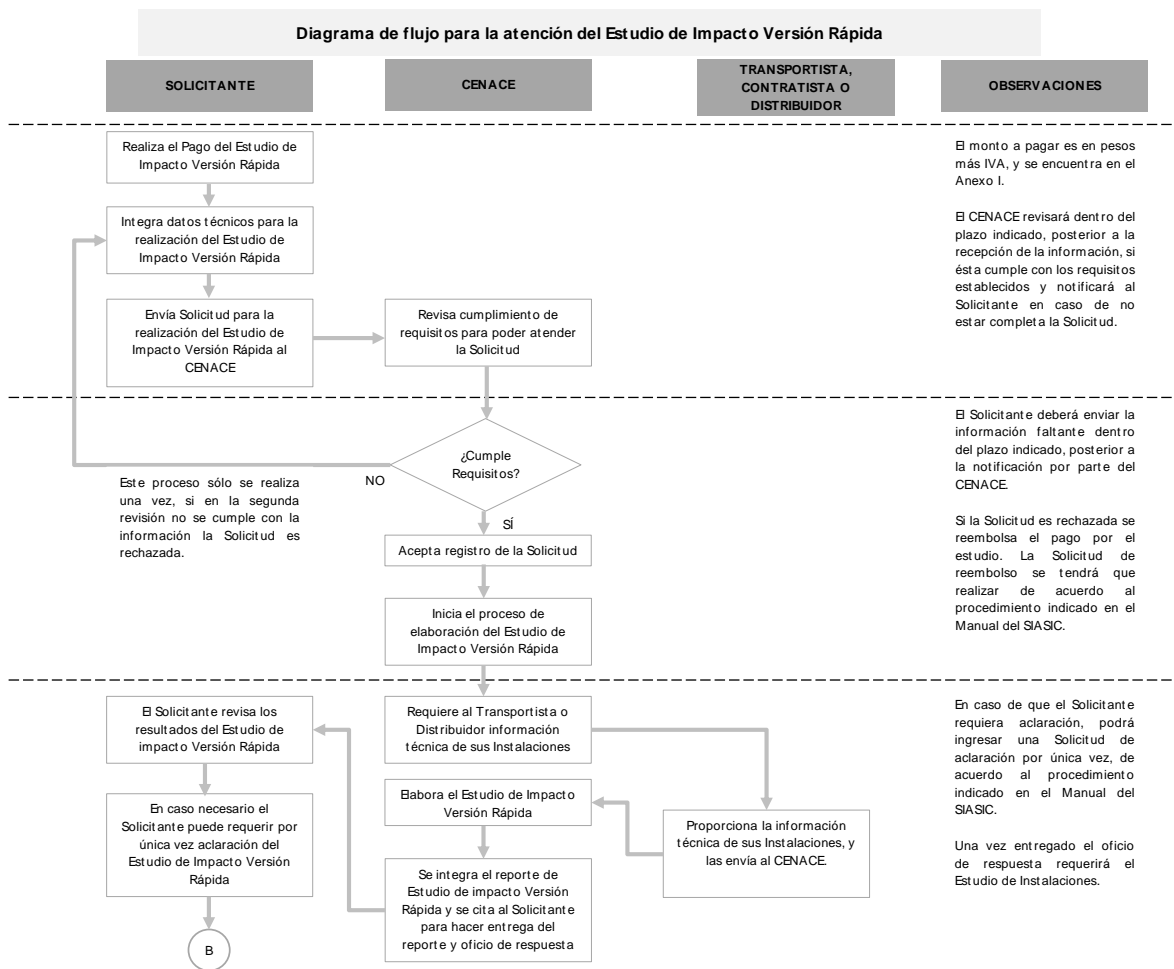 Diagrama de flujo para la atención del Estudio de Impacto Versión Rápida
SOLICITANTE
CENACE
TRANSPORTISTA,
CONTRATISTA O
DISTRIBUIDOR
OBSERVACIONES
Realiza el Pago del Estudio de
Impacto Versión Rápida
Integra datos técnicos para la
realización del Estudio de
Impacto Versión Rápida
Envía Solicitud para la
realización del Estudio de
Impacto Versión Rápida al
CENACE
Revisa cumplimiento de
requisitos para poder atender
la Solicitud
El monto a pagar es en pesos
más IVA, y se encuentra en el
Anexo I.
El CENACE revisará dentro del
plazo indicado, posterior a la
recepción de la información, si
ésta cumple con los requisitos
establecidos y notificará al
Solicitante en caso de no
estar completa la Solicitud.
¿Cumple
Requisitos?
NO
SÍ
Este proceso sólo se realiza
una vez, si en la segunda
revisión no se cumple con la
información la Solicitud es
rechazada.
Acepta registro de la Solicitud
Inicia el proceso de
elaboración del Estudio de
Impacto Versión Rápida
El Solicitante deberá enviar la
información faltante dentro
del plazo indicado, posterior a
la notificación por parte del
CENACE.
Si la Solicitud es rechazada se
reembolsa el pago por el
estudio. La Solicitud de
reembolso se tendrá que
realizar de acuerdo al
procedimiento indicado en el
Manual del SIASIC.
El Solicitante revisa los
resultados del Estudio de
impacto Versión Rápida
En caso necesario el
Solicitante puede requerir por
única vez aclaración del
Estudio de Impacto Versión
Rápida
B
Requiere al Transportista o
Distribuidor información
técnica de sus Instalaciones
Elabora el Estudio de Impacto
Versión Rápida
Se integra el reporte de
Estudio de impacto Versión
Rápida y se cita al Solicitante
para hacer entrega del
reporte y oficio de respuesta
Proporciona la información
técnica de sus Instalaciones, y
las envía al CENACE.
En caso de que el Solicitante
requiera aclaración, podrá
ingresar una Solicitud de
aclaración por única vez, de
acuerdo al procedimiento
indicado en el Manual del
SIASIC.
Una vez entregado el oficio
de respuesta requerirá el
Estudio de Instalaciones.